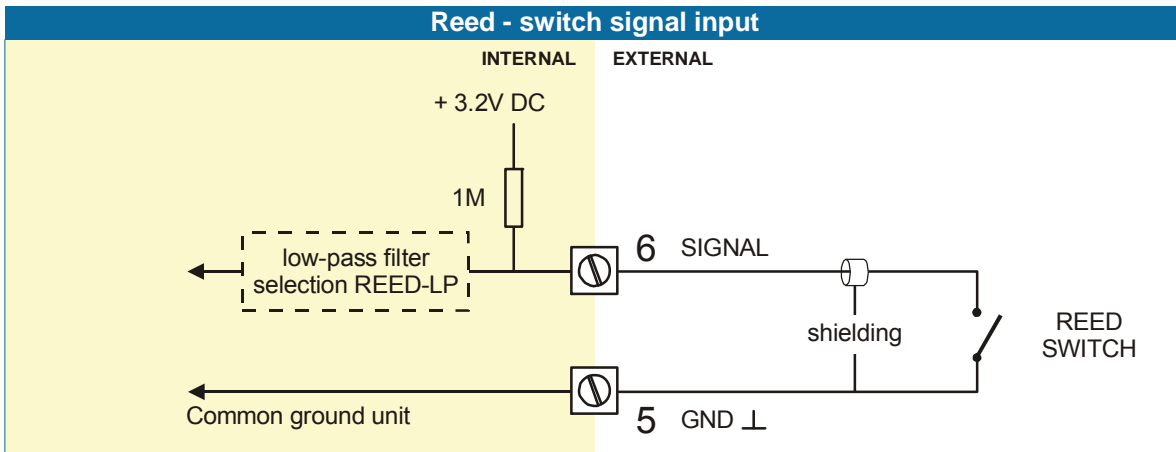 Reed - switch signal input
INTERNAL
EXTERNAL
+ 3.2V DC
1M
low-pass filter
selection REED-LP
6 SIGNAL
shielding
REED
SWITCH
Common ground unit
5 GND ⊥